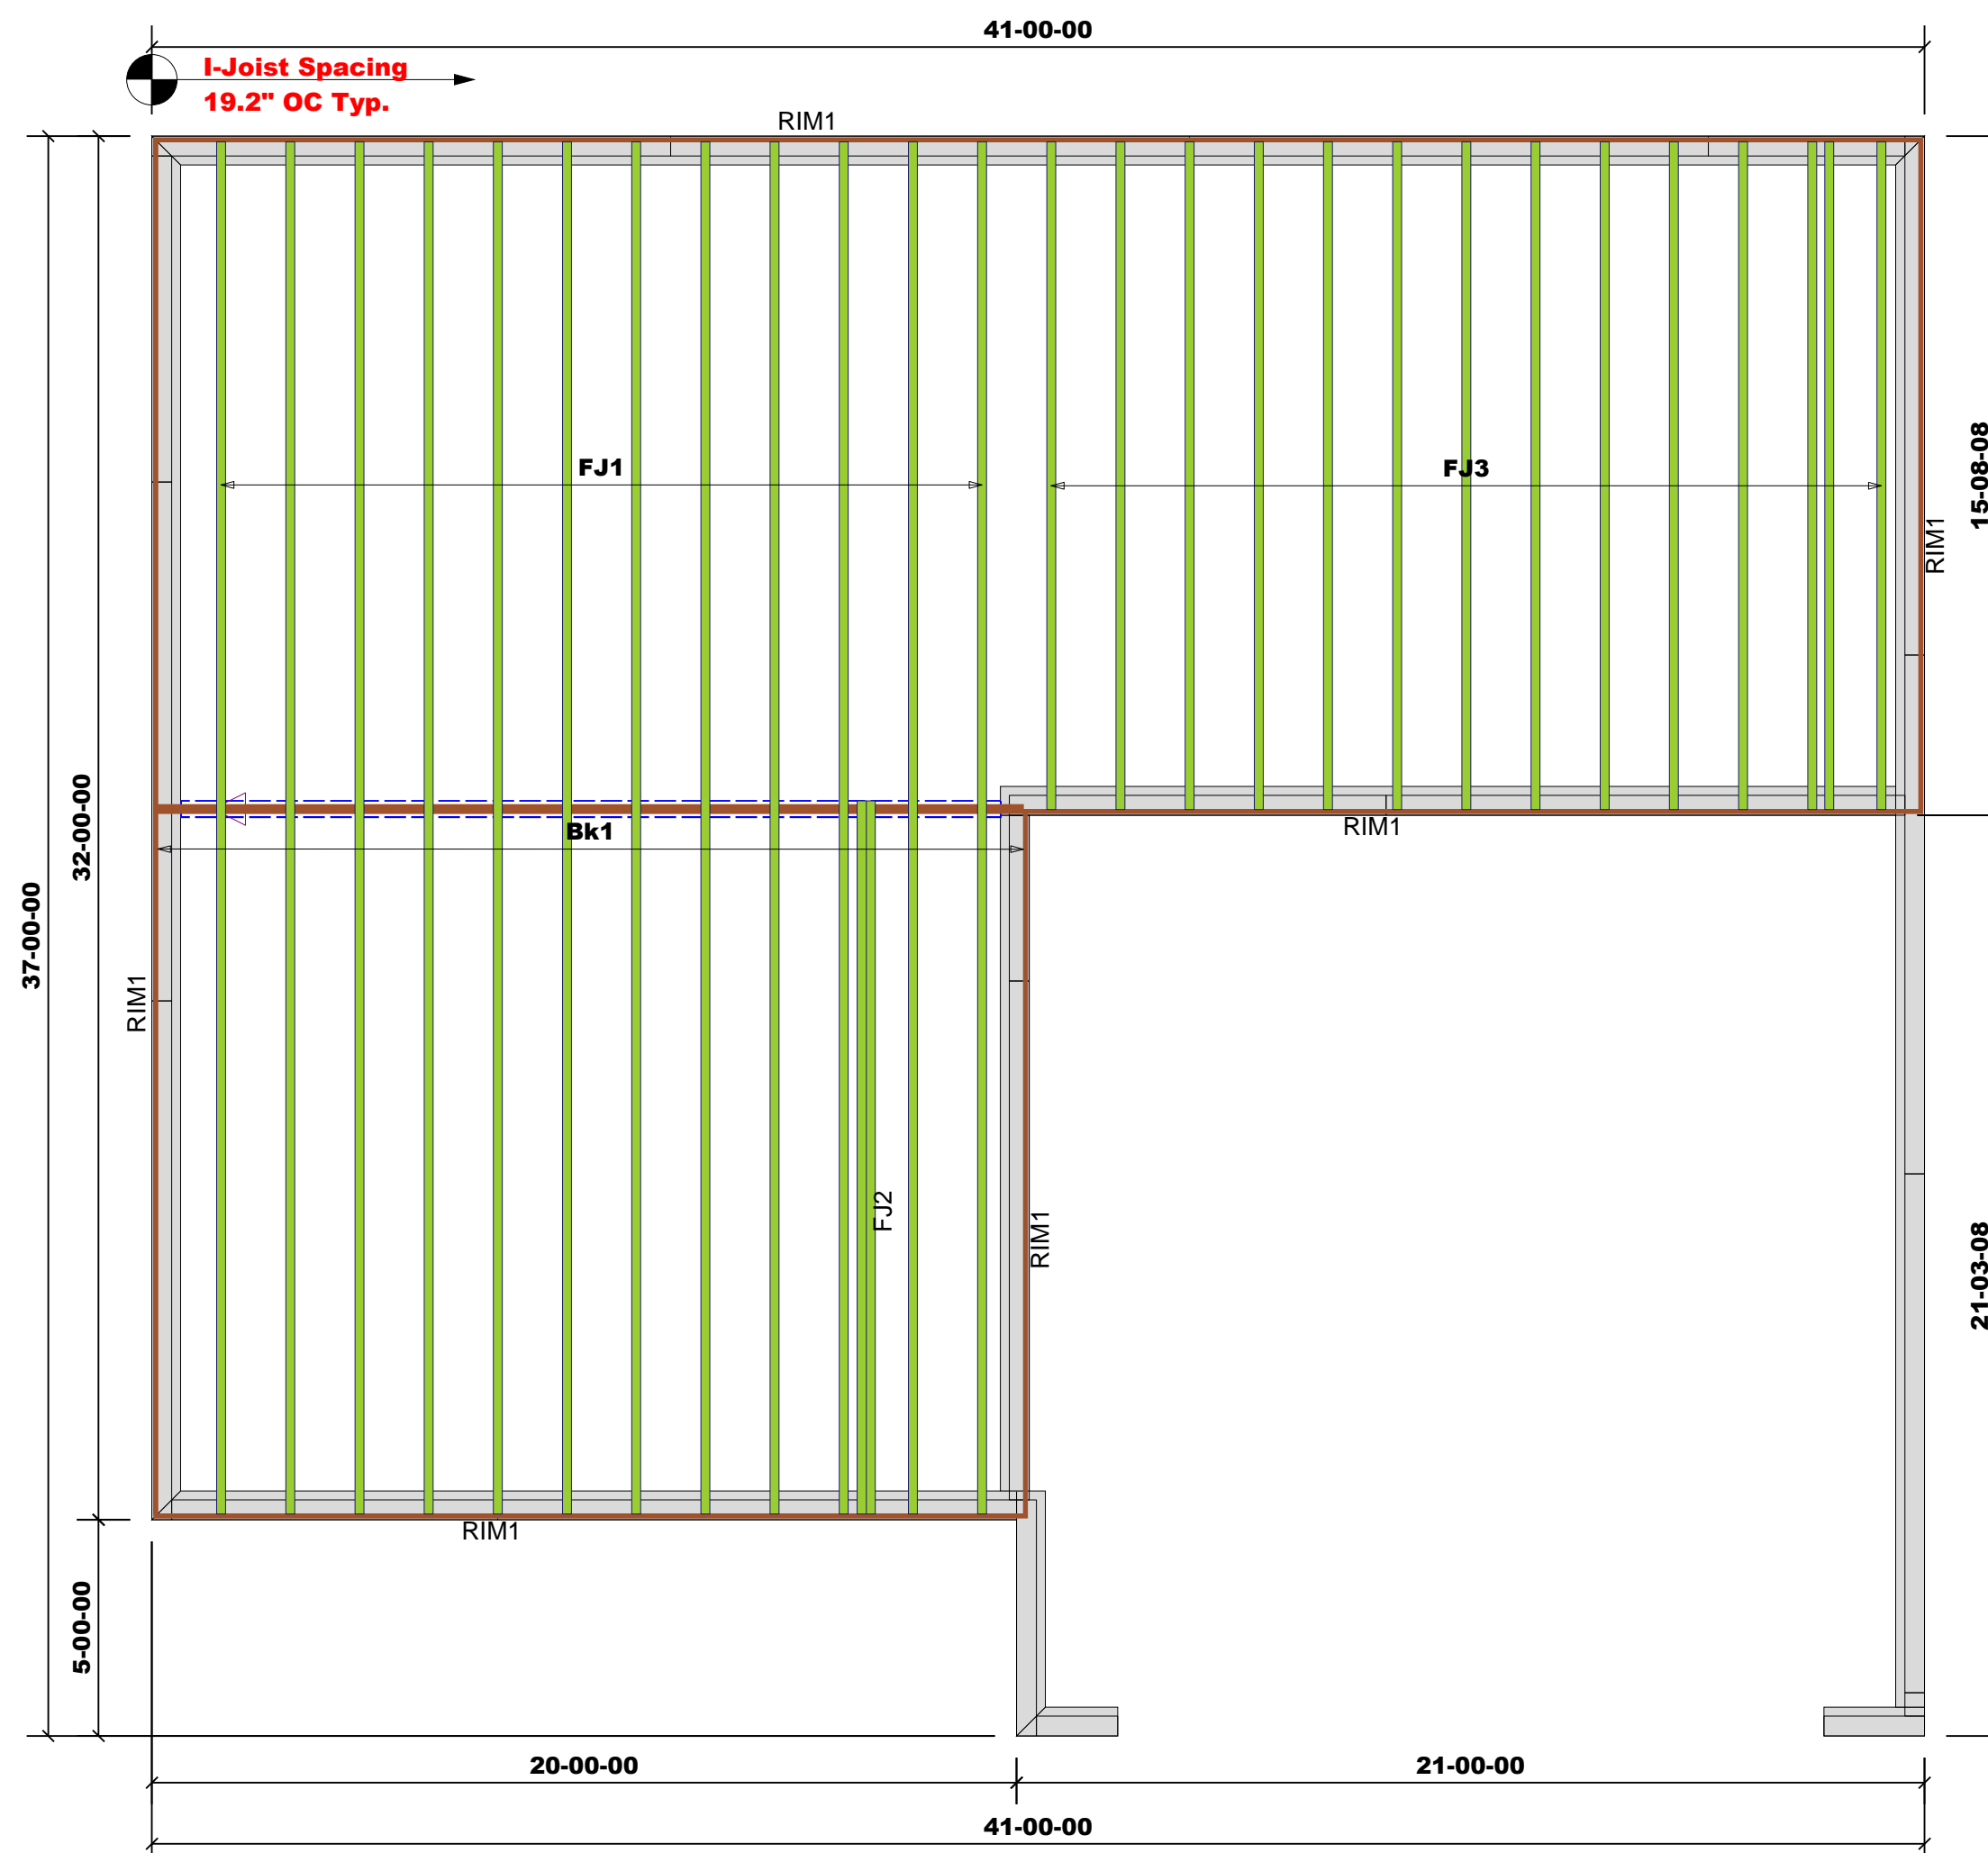 41-00-00
I-Joist Spacing
19.2" OC Typ.
RIM1
FJ1
FJ3
15-08-08
RIM1
32-00-00
Bk1
RIM1
37-00-00
RIM1
FJ2
RIM1
21-03-08
RIM1
5-00-00
20-00-00
21-00-00
41-00-00